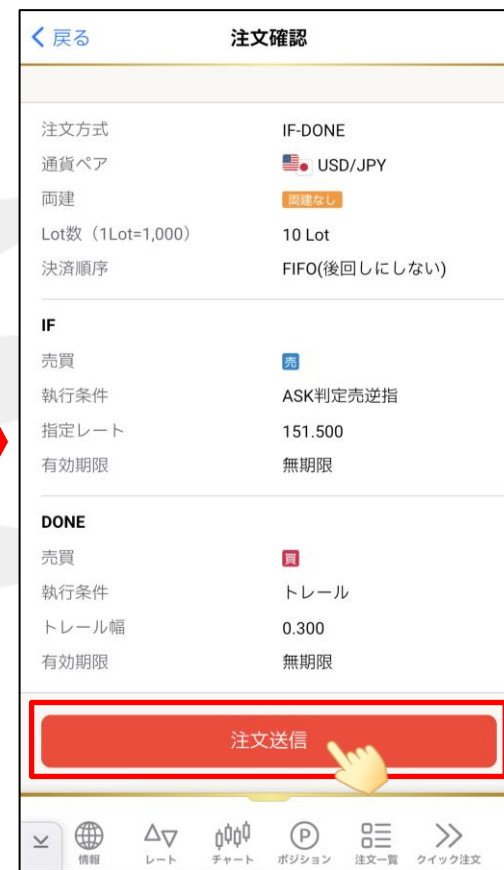 戻る 注文確認
注文方式 IF-DONE
通貨ペア USD/JPY
両建 両建なし
Lot数（1Lot=1,000） 10 Lot
決済順序 FIFO(後回しにしない)
IF
売買 売
執行条件 ASK判定売逆指
指定レート 151.500
有効期限 無期限
DONE
売買 買
執行条件 トレール
トレール幅 0.300
有効期限 無期限
注文送信
情報 レート チャート P ポジション 注文一覧 クイック注文